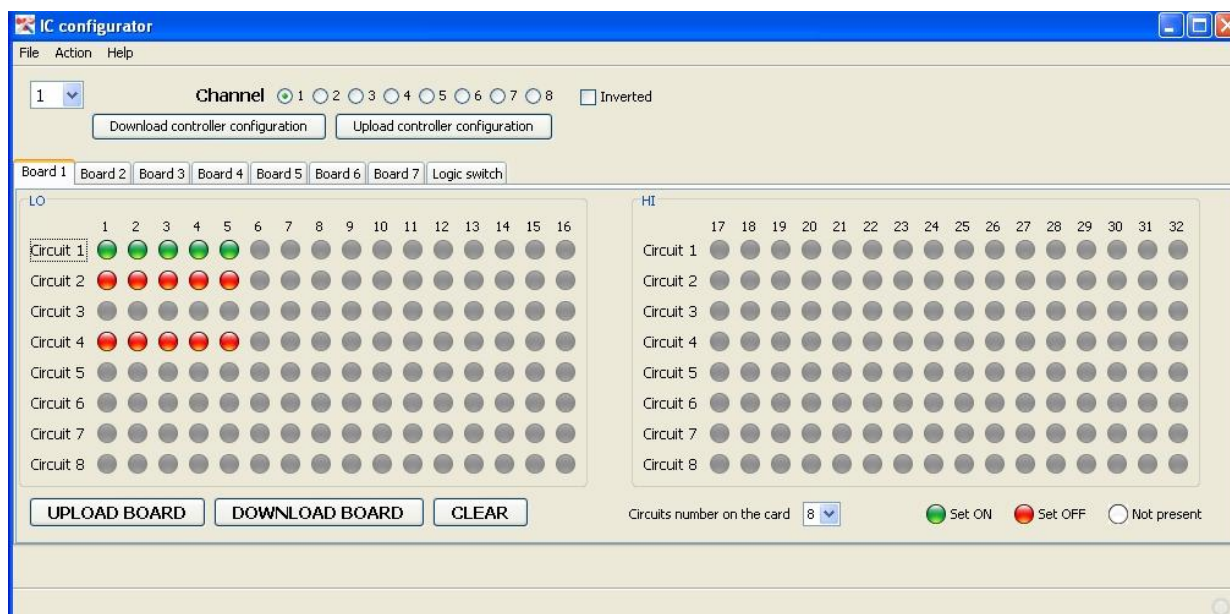 IC configurator
File Action Help
1 Channel 1 2 3 4 5 6 7 8 Inverted
Download controller configuration Upload controller configuration
Board 1 Board 2 Board 3 Board 4 Board 5 Board 6 Board 7 Logic switch
LO HI
1 2 3 4 5 6 7 8 9 10 11 12 13 14 15 16 17 18 19 20 21 22 23 24 25 26 27 28 29 30 31 32
Circuit 1 Circuit 1
Circuit 2 Circuit 2
Circuit 3 Circuit 3
Circuit 4 Circuit 4
Circuit 5 Circuit 5
Circuit 6 Circuit 6
Circuit 7 Circuit 7
Circuit 8 Circuit 8
UPLOAD BOARD DOWNLOAD BOARD CLEAR Circuits number on the card 8 Set ON Set OFF Not present